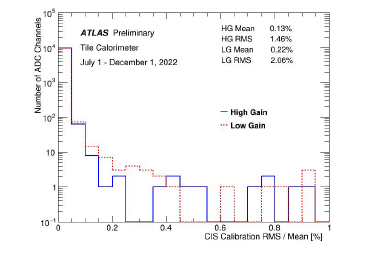 ATLAS Preliminary
Tile Calorimeter
July 1 - December 1, 2022
HG Mean 0.13%
HG RMS 1.46%
LG Mean 0.22%
LG RMS 2.06%
High Gain
Low Gain
Number of ADC Channels
10^5
10^4
10^3
10^2
10
1
10^-1
0 0.2 0.4 0.6 0.8 1
CIS Calibration RMS / Mean [%]